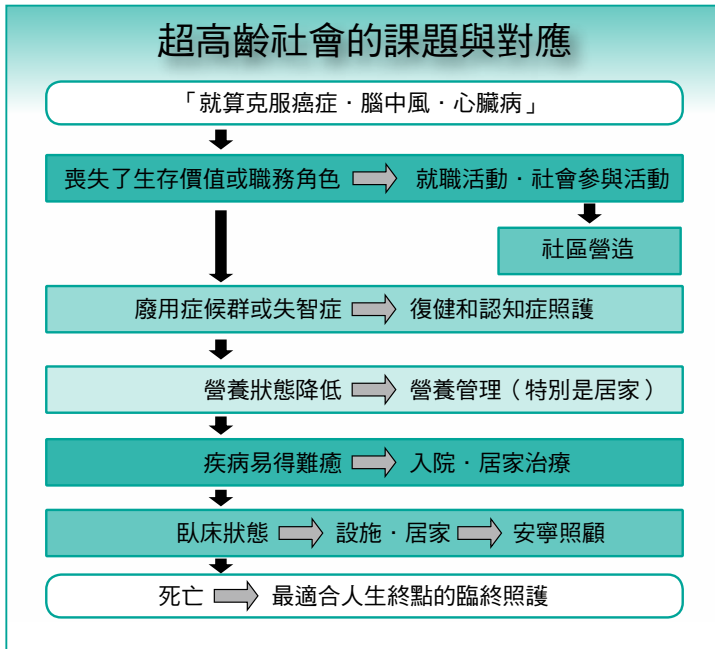 超高齡社會的課題與對應
「就算克服癌症‧腦中風‧心臟病」
喪失了生存價值或職務角色 就職活動‧社會參與活動
社區營造
廢用症候群或失智症 復健和認知症照護
營養狀態降低 營養管理（特別是居家）
疾病易得難癒 入院‧居家治療
臥床狀態 設施‧居家 安寧照顧
死亡 最適合人生終點的臨終照護